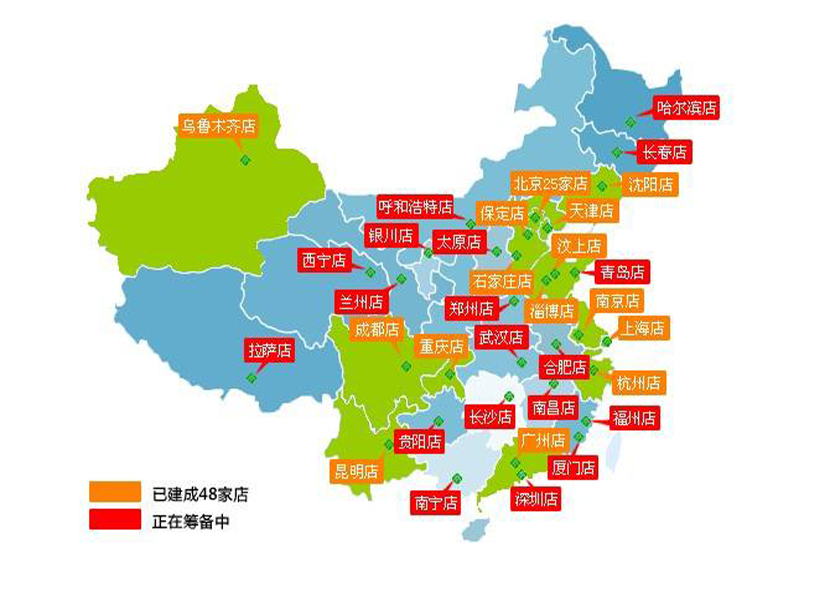 哈尔滨店
乌鲁木齐店
长春店
北京25家店
沈阳店
呼和浩特店
保定店
天津店
银川店
太原店
汶上店
西宁店
青岛店
石家庄店
兰州店
郑州店
淄博店
南京店
成都店
重庆店
武汉店
上海店
拉萨店
合肥店
杭州店
长沙店
南昌店
福州店
贵阳店
广州店
昆明店
厦门店
南宁店
深圳店
已建成48家店
正在筹备中